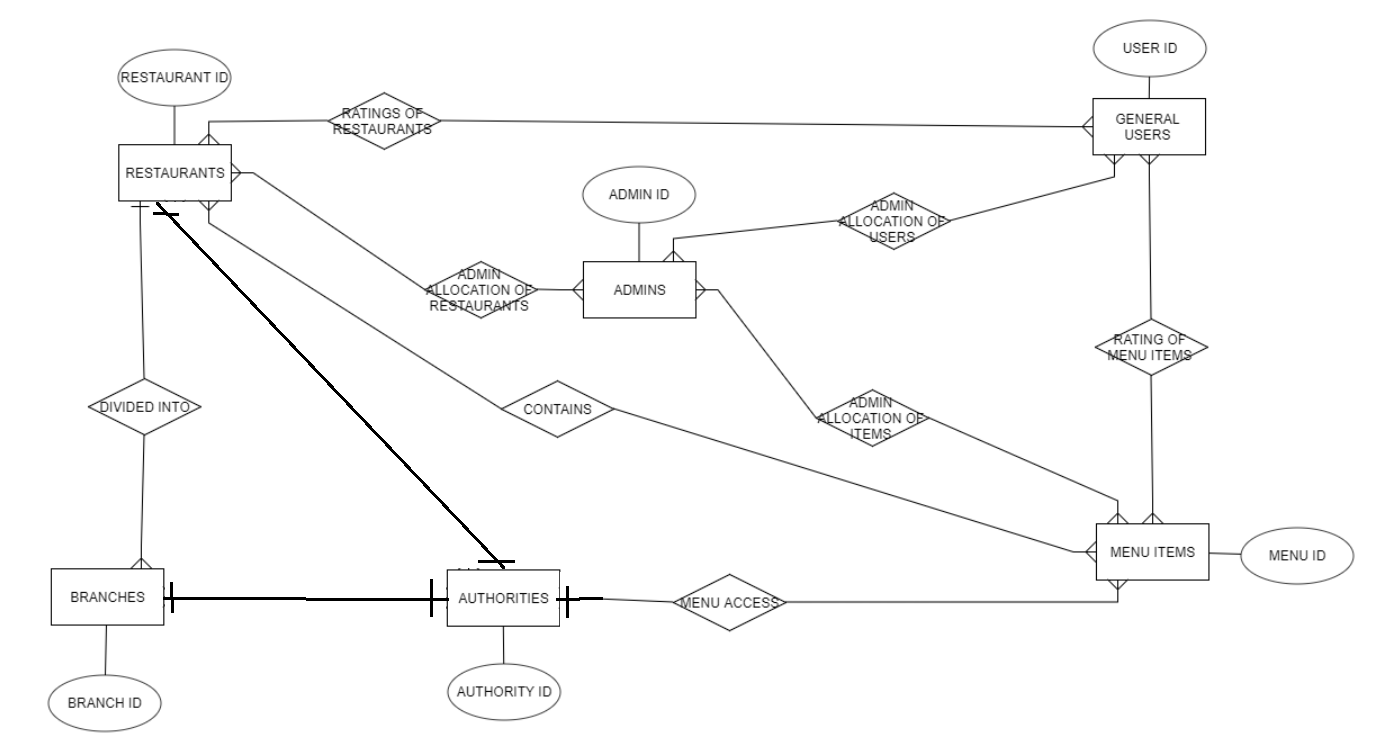 USER ID
RESTAURANT ID
RATINGS OF
RESTAURANTS
GENERAL
USERS
RESTAURANTS
ADMIN ID
ADMIN
ALLOCATION OF
USERS
ADMIN
ALLOCATION OF
RESTAURANTS
ADMINS
RATING OF
MENU ITEMS
DIVIDED INTO
CONTAINS
ADMIN
ALLOCATION OF
ITEMS
MENU ITEMS
MENU ID
BRANCHES
AUTHORITIES
MENU ACCESS
BRANCH ID
AUTHORITY ID